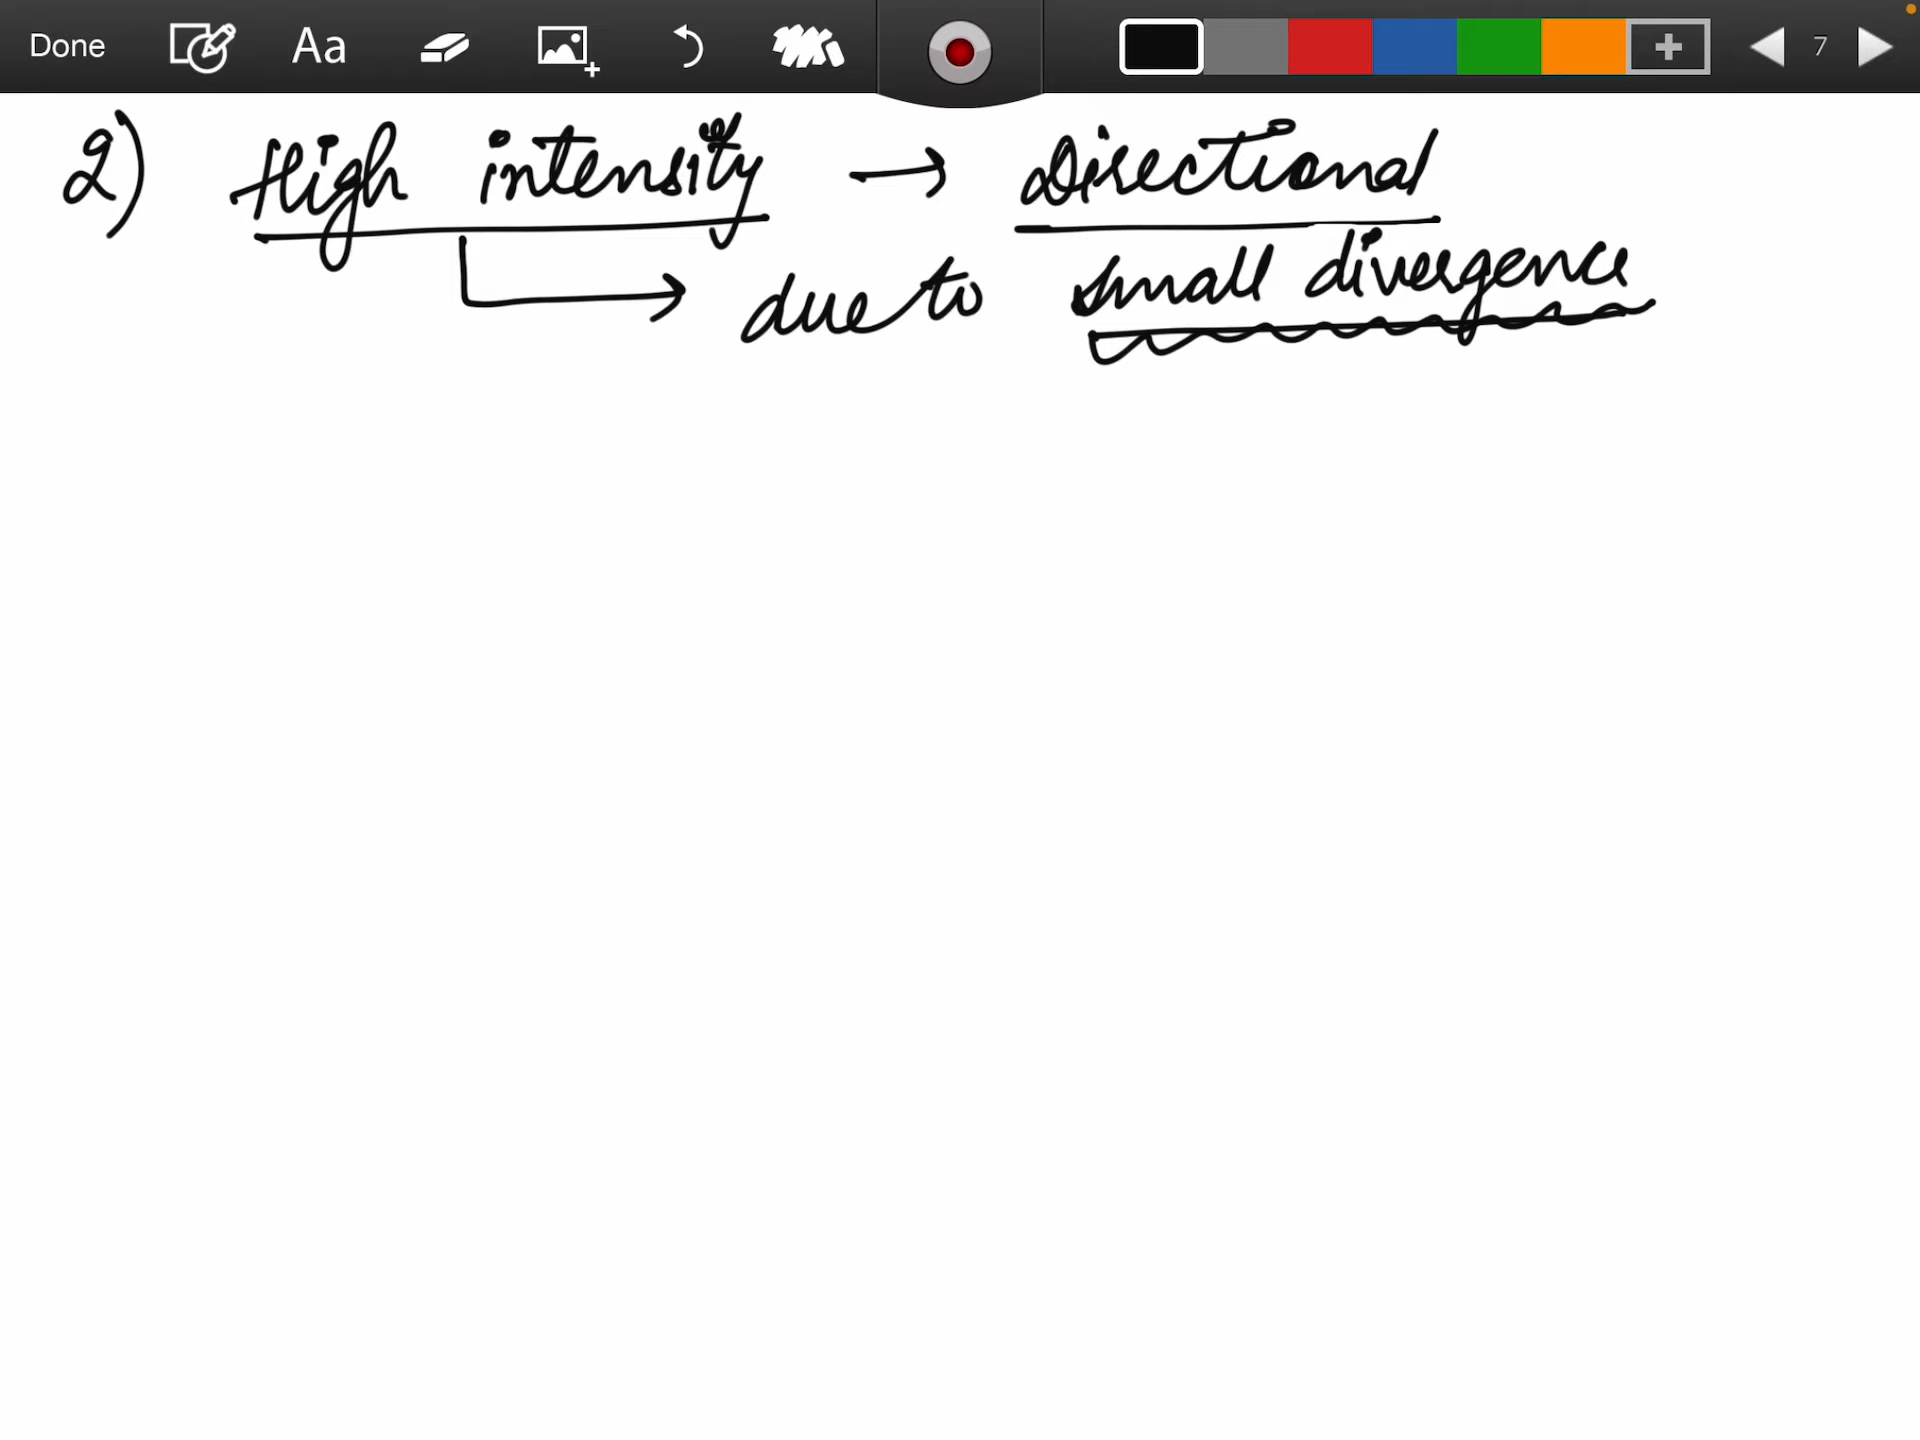 Done Aa 7
2) High intensity → Directional
due to small divergence